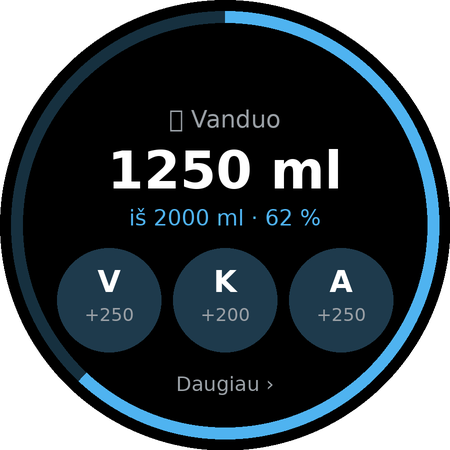 Vanduo
1250 ml
iš 2000 ml · 62 %
V K A
+250 +200 +250
Daugiau ›